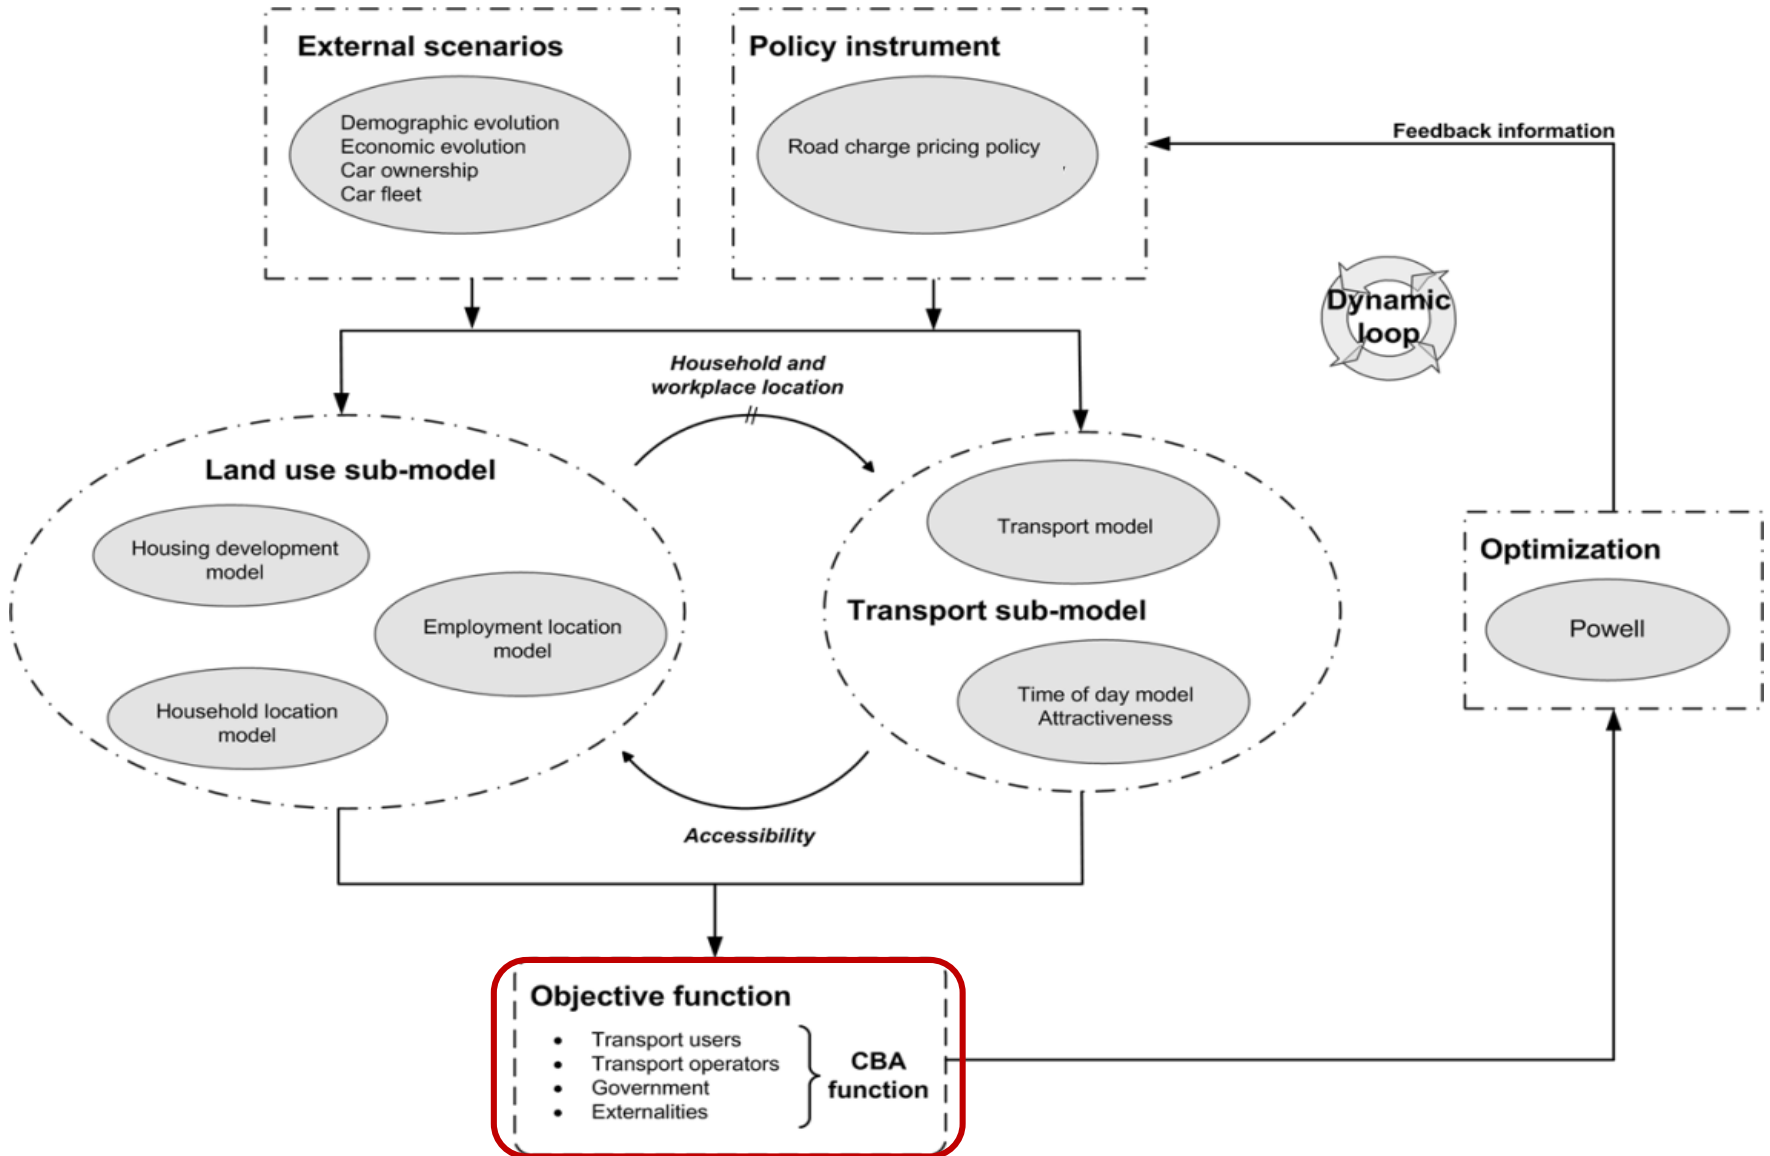 External scenarios
Demographic evolution
Economic evolution
Car ownership
Car fleet
Policy instrument
Road charge pricing policy
Feedback information
Dynamic
loop
Household and
workplace location
Land use sub-model
Housing development
model
Employment location
model
Household location
model
Transport model
Transport sub-model
Time of day model
Attractiveness
Accessibility
Optimization
Powell
Objective function
• Transport users
• Transport operators
• Government
• Externalities
CBA
function